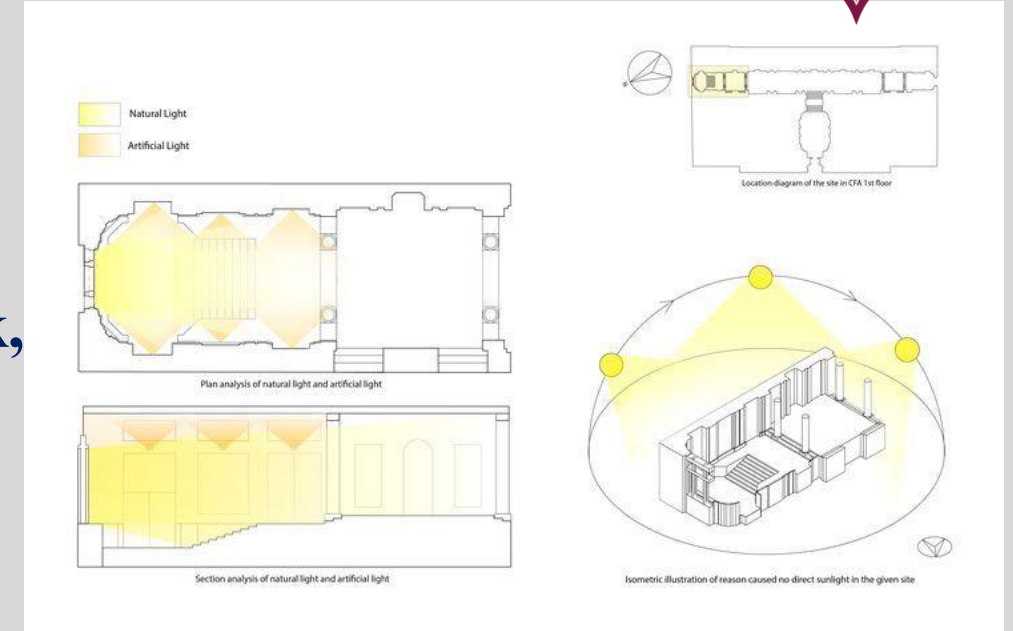 Natural Light
Artificial Light
Plan analysis of natural light and artificial light
Section analysis of natural light and artificial light
Location diagram of the site in CFA 1st floor
Isometric illustration of reason caused no direct sunlight in the given site